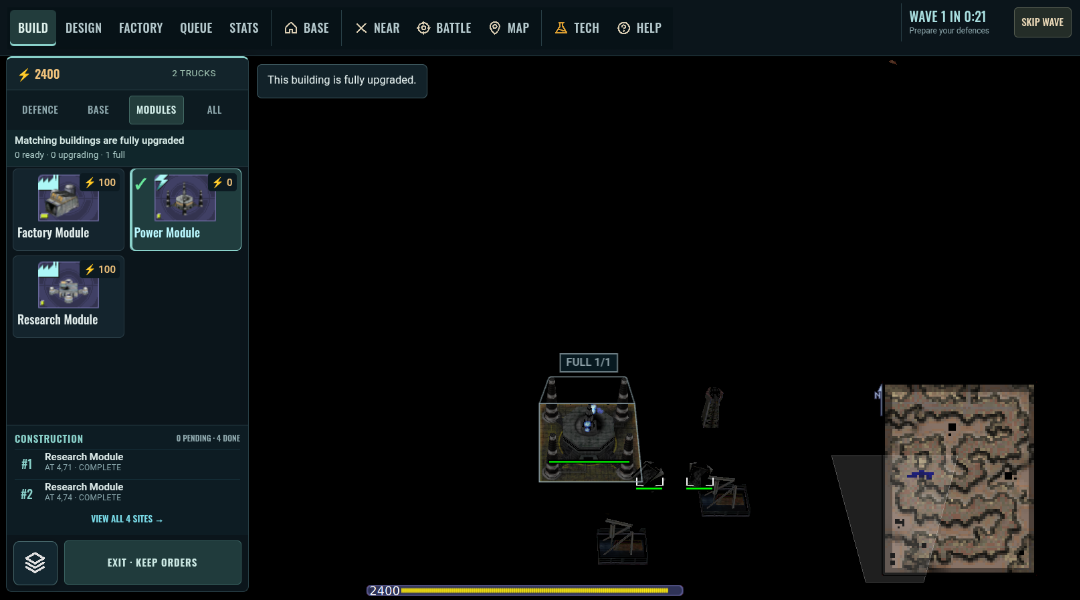 BUILD DESIGN FACTORY QUEUE STATS BASE NEAR BATTLE MAP TECH HELP
WAVE 1 IN 0:21
Prepare your defences
SKIP WAVE
2400
2 TRUCKS
This building is fully upgraded.
DEFENCE BASE MODULES ALL
Matching buildings are fully upgraded
0 ready · 0 upgrading · 1 full
100
Factory Module
0
Power Module
100
Research Module
FULL 1/1
N
CONSTRUCTION
0 PENDING · 4 DONE
#1 Research Module
AT 4,71 · COMPLETE
#2 Research Module
AT 4,74 · COMPLETE
VIEW ALL 4 SITES →
EXIT · KEEP ORDERS
2400